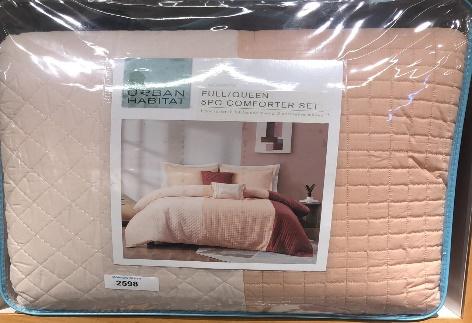 URBAN
HABITAT
FULL/QUEEN
5PC COMFORTER SET
2598